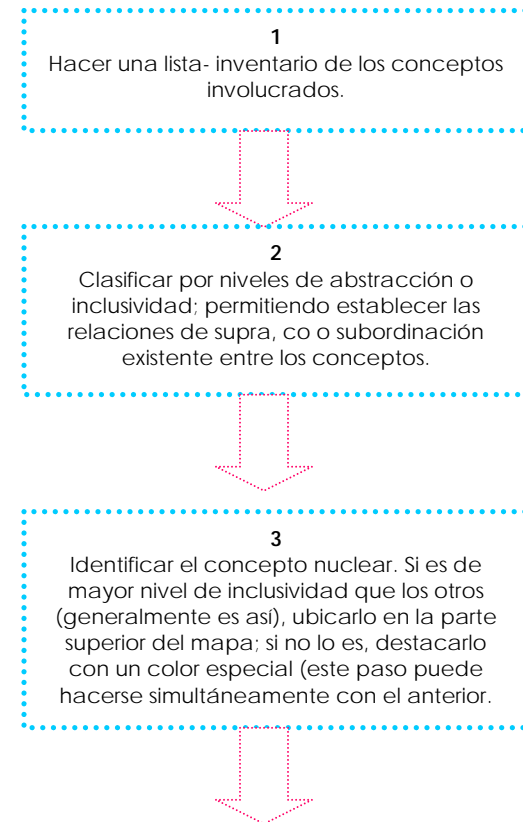 1
Hacer una lista- inventario de los conceptos
involucrados.
2
Clasificar por niveles de abstracción o
inclusividad; permitiendo establecer las
relaciones de supra, co o subordinación
existente entre los conceptos.
3
Identificar el concepto nuclear. Si es de
mayor nivel de inclusividad que los otros
(generalmente es así), ubicarlo en la parte
superior del mapa; si no lo es, destacarlo
con un color especial (este paso puede
hacerse simultáneamente con el anterior.